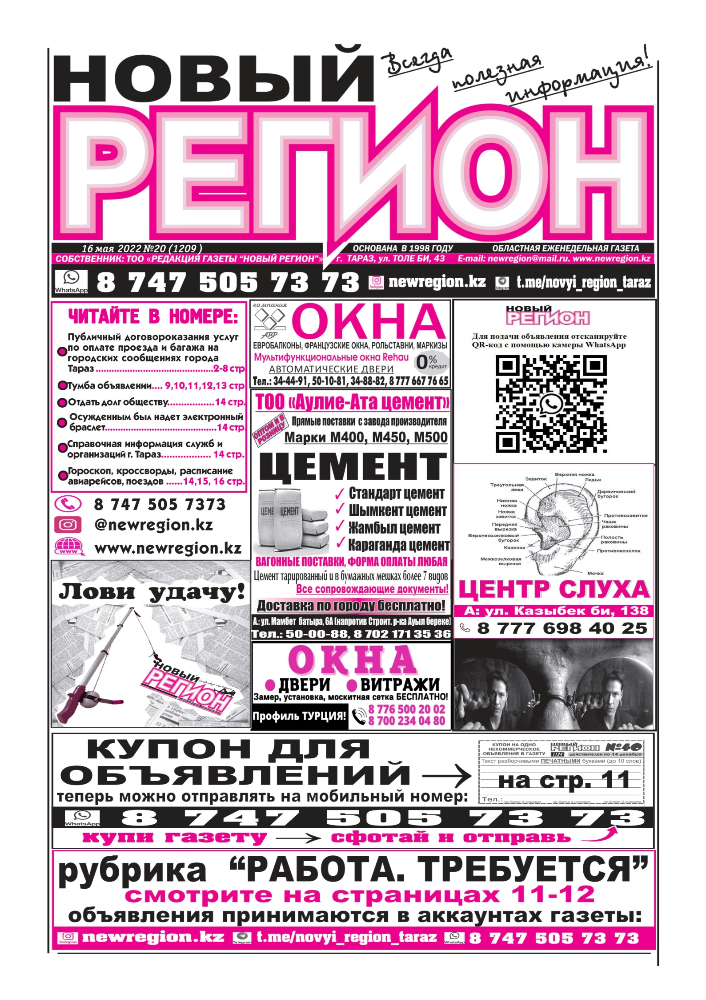 НОВЫЙ
Всегда
полезная
информация!
РЕГИОН
16 мая 2022 №20 (1209 )
ОСНОВАНА В 1998 ГОДУ
ОБЛАСТНАЯ ЕЖЕНЕДЕЛЬНАЯ ГАЗЕТА
СОБСТВЕННИК: ТОО «РЕДАКЦИЯ ГАЗЕТЫ “НОВЫЙ РЕГИОН”»
г. ТАРАЗ, ул. ТОЛЕ БИ, 43
E-mail: newregion@mail.ru. www.newregion.kz
WhatsApp
8 747 505 73 73
Instagram
newregion.kz
Telegram
t.me/novyi_region_taraz
ЧИТАЙТЕ В НОМЕРЕ:
Публичный договороказания услуг
по оплате проезда и багажа на
городских сообщениях города
Тараз ..........................................2-8 стр.
Тумба объявлении.... 9,10,11,12,13 стр.
Отдать долг обществу.................14 стр.
Осужденным был надет электронный
браслет........................................14 стр.
Справочная информация служб и
организаций г. Тараз.................. 14 стр.
Гороскоп, кроссворды, расписание
авиарейсов, поездов ......14,15, 16 стр.
8 747 505 7373
@newregion.kz
www
www.newregion.kz
Лови удачу!
НОВЫЙ
РЕГИОН
компания
АВР
ОКНА
ЕВРОБАЛКОНЫ, ФРАНЦУЗСКИЕ ОКНА, РОЛЬСТАВНИ, МАРКИЗЫ
Мультифункциональные окна Rehau
0% кредит
АВТОМАТИЧЕСКИЕ ДВЕРИ
Тел.: 34-44-91, 50-10-81, 34-88-82, 8 777 667 76 65
ТОО «Аулие-Ата цемент»
ОПТОМ И В
РОЗНИЦУ
Прямые поставки с завода производителя
Марки М400, М450, М500
ЦЕМЕНТ
ЦЕМЕ
ЦЕМЕНТ
Стандарт цемент
Шымкент цемент
Жамбыл цемент
Караганда цемент
ВАГОННЫЕ ПОСТАВКИ, ФОРМА ОПЛАТЫ ЛЮБАЯ
Цемент тарированный и в бумажных мешках более 7 видов
Все сопровождающие документы!
Доставка по городу бесплатно!
А.: ул. Мамбет батыра, 6А (напротив Строит. р-ка Ауыл береке)
Тел.: 50-00-88, 8 702 171 35 36
ОКНА
ДВЕРИ
ВИТРАЖИ
Замер, установка, москитная сетка БЕСПЛАТНО!
Профиль ТУРЦИЯ!
8 776 500 20 02
8 700 234 04 80
НОВЫЙ
РЕГИОН
Для подачи объявления отсканируйте
QR-код с помощью камеры WhatsApp
Верхняя ножка
Завиток
Ладья
Треугольная
ямка
Дарвиновский
бугорок
Нижняя
ножка
Ножка
завитка
Противозавиток
Чаша
раковины
Передняя
вырезка
Верхнекозелковый
бугорок
Полость
раковины
Козелок
Противокозелок
Межкозелковая
вырезка
Мочка
ЦЕНТР СЛУХА
А: ул. Казыбек би, 138
8 777 698 40 25
КУПОН ДЛЯ
ОБЪЯВЛЕНИЙ
теперь можно отправлять на мобильный номер:
КУПОН НА ОДНО
НЕКОММЕРЧЕСКОЕ
ОБЪЯВЛЕНИЕ В ГАЗЕТУ
НОВЫЙ
РЕГИОН
№40
1134 действителен по 14 декабря
Текст разборчивыми ПЕЧАТНЫМИ буквами (до 10 слов)
на стр. 11
Тел.: не более 2 номеров не более 2 номеров не более 2 номеров
WhatsApp
8 747 505 73 73
купи газету
сфотай и отправь
рубрика “РАБОТА. ТРЕБУЕТСЯ”
смотрите на страницах 11-12
объявления принимаются в аккаунтах газеты:
Instagram
newregion.kz
Telegram
t.me/novyi_region_taraz
WhatsApp
8 747 505 73 73